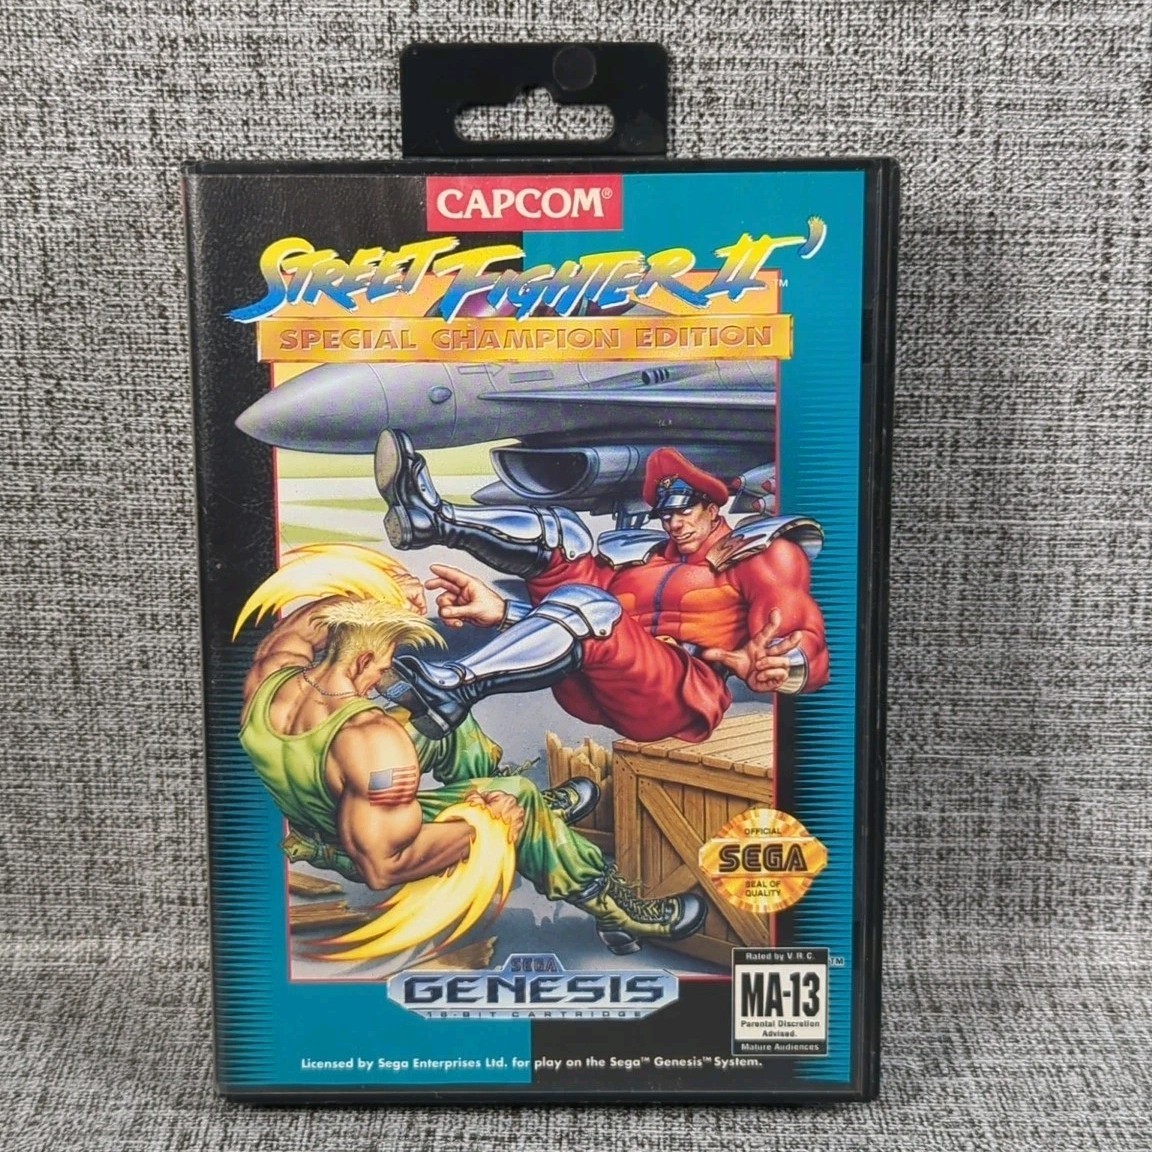 CAPCOM®
STREET FIGHTER II' ™
SPECIAL CHAMPION EDITION
OFFICIAL
SEGA
SEAL OF
QUALITY
SEGA
GENESIS
16-BIT CARTRIDGE
Rated by V.R.C.
™
MA-13
Parental Discretion
Advised.
Mature Audiences
Licensed by Sega Enterprises Ltd. for play on the Sega™ Genesis™ System.